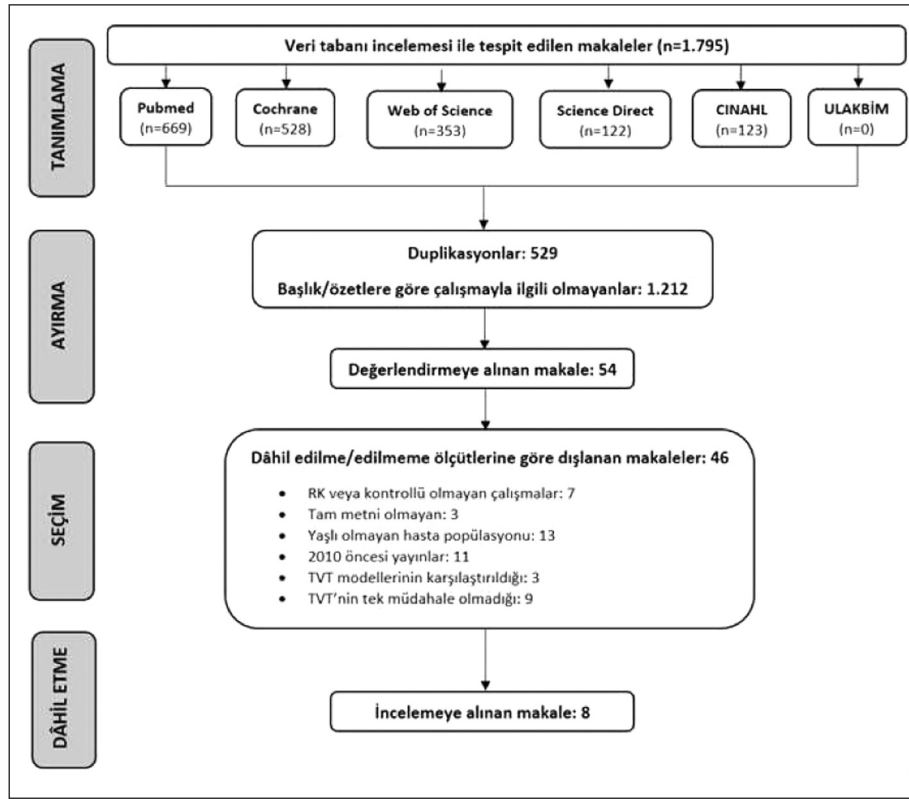 TANIMLAMA
Veri tabanı incelemesi ile tespit edilen makaleler (n=1.795)
Pubmed
(n=669)
Cochrane
(n=528)
Web of Science
(n=353)
Science Direct
(n=122)
CINAHL
(n=123)
ULAKBİM
(n=0)
AYIRMA
Duplikasyonlar: 529
Başlık/özetlere göre çalışmayla ilgili olmayanlar: 1.212
Değerlendirmeye alınan makale: 54
SEÇİM
Dâhil edilme/edilmeme ölçütlerine göre dışlanan makaleler: 46
• RK veya kontrollü olmayan çalışmalar: 7
• Tam metni olmayan: 3
• Yaşlı olmayan hasta popülasyonu: 13
• 2010 öncesi yayınlar: 11
• TVT modellerinin karşılaştırıldığı: 3
• TVT'nin tek müdahale olmadığı: 9
DÂHİL ETME
İncelemeye alınan makale: 8